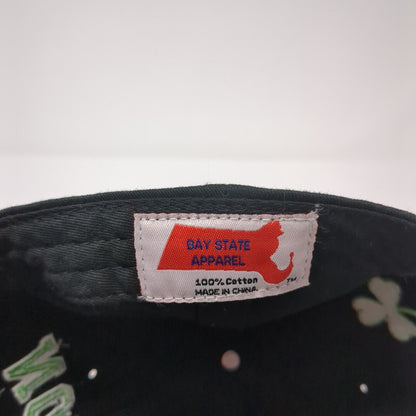 BAY STATE
APPAREL
100% Cotton
MADE IN CHINA
TM